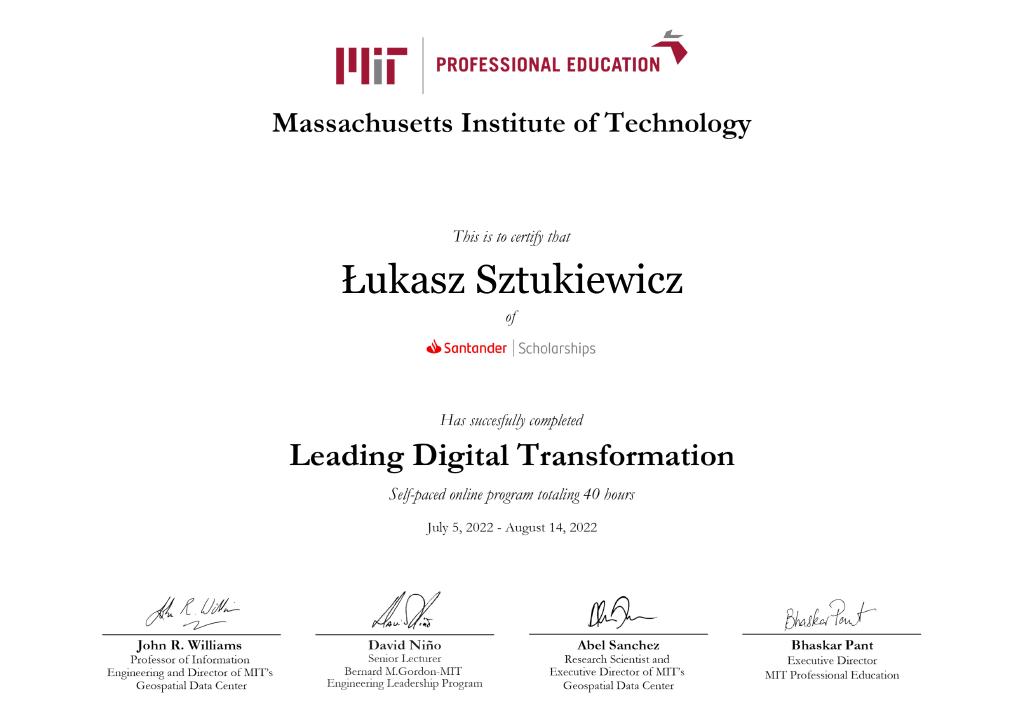 MIT PROFESSIONAL EDUCATION
Massachusetts Institute of Technology
This is to certify that
Łukasz Sztukiewicz
of
Santander Scholarships
Has succesfully completed
Leading Digital Transformation
Self-paced online program totaling 40 hours
July 5, 2022 - August 14, 2022
John R. Williams
Professor of Information
Engineering and Director of MIT's
Geospatial Data Center
David Niño
Senior Lecturer
Bernard M.Gordon-MIT
Engineering Leadership Program
Abel Sanchez
Research Scientist and
Executive Director of MIT's
Geospatial Data Center
Bhaskar Pant
Bhaskar Pant
Executive Director
MIT Professional Education